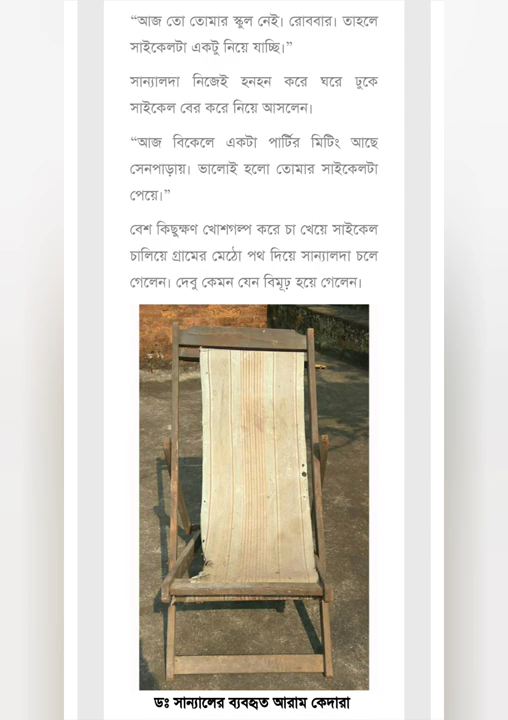 “আজ তো তোমার স্কুল নেই। রোববার। তাহলে
সাইকেলটা একটু নিয়ে যাচ্ছি।”
সান্যালদা নিজেই হনহন করে ঘরে ঢুকে
সাইকেল বের করে নিয়ে আসলেন।
“আজ বিকেলে একটা পার্টির মিটিং আছে
সেনপাড়ায়। ভালোই হলো তোমার সাইকেলটা
পেয়ে।”
বেশ কিছুক্ষণ খোশগল্প করে চা খেয়ে সাইকেল
চালিয়ে গ্রামের মেঠো পথ দিয়ে সান্যালদা চলে
গেলেন। দেবু কেমন যেন বিমূঢ় হয়ে গেলেন।
ডঃ সান্যালের ব্যবহৃত আরাম কেদারা